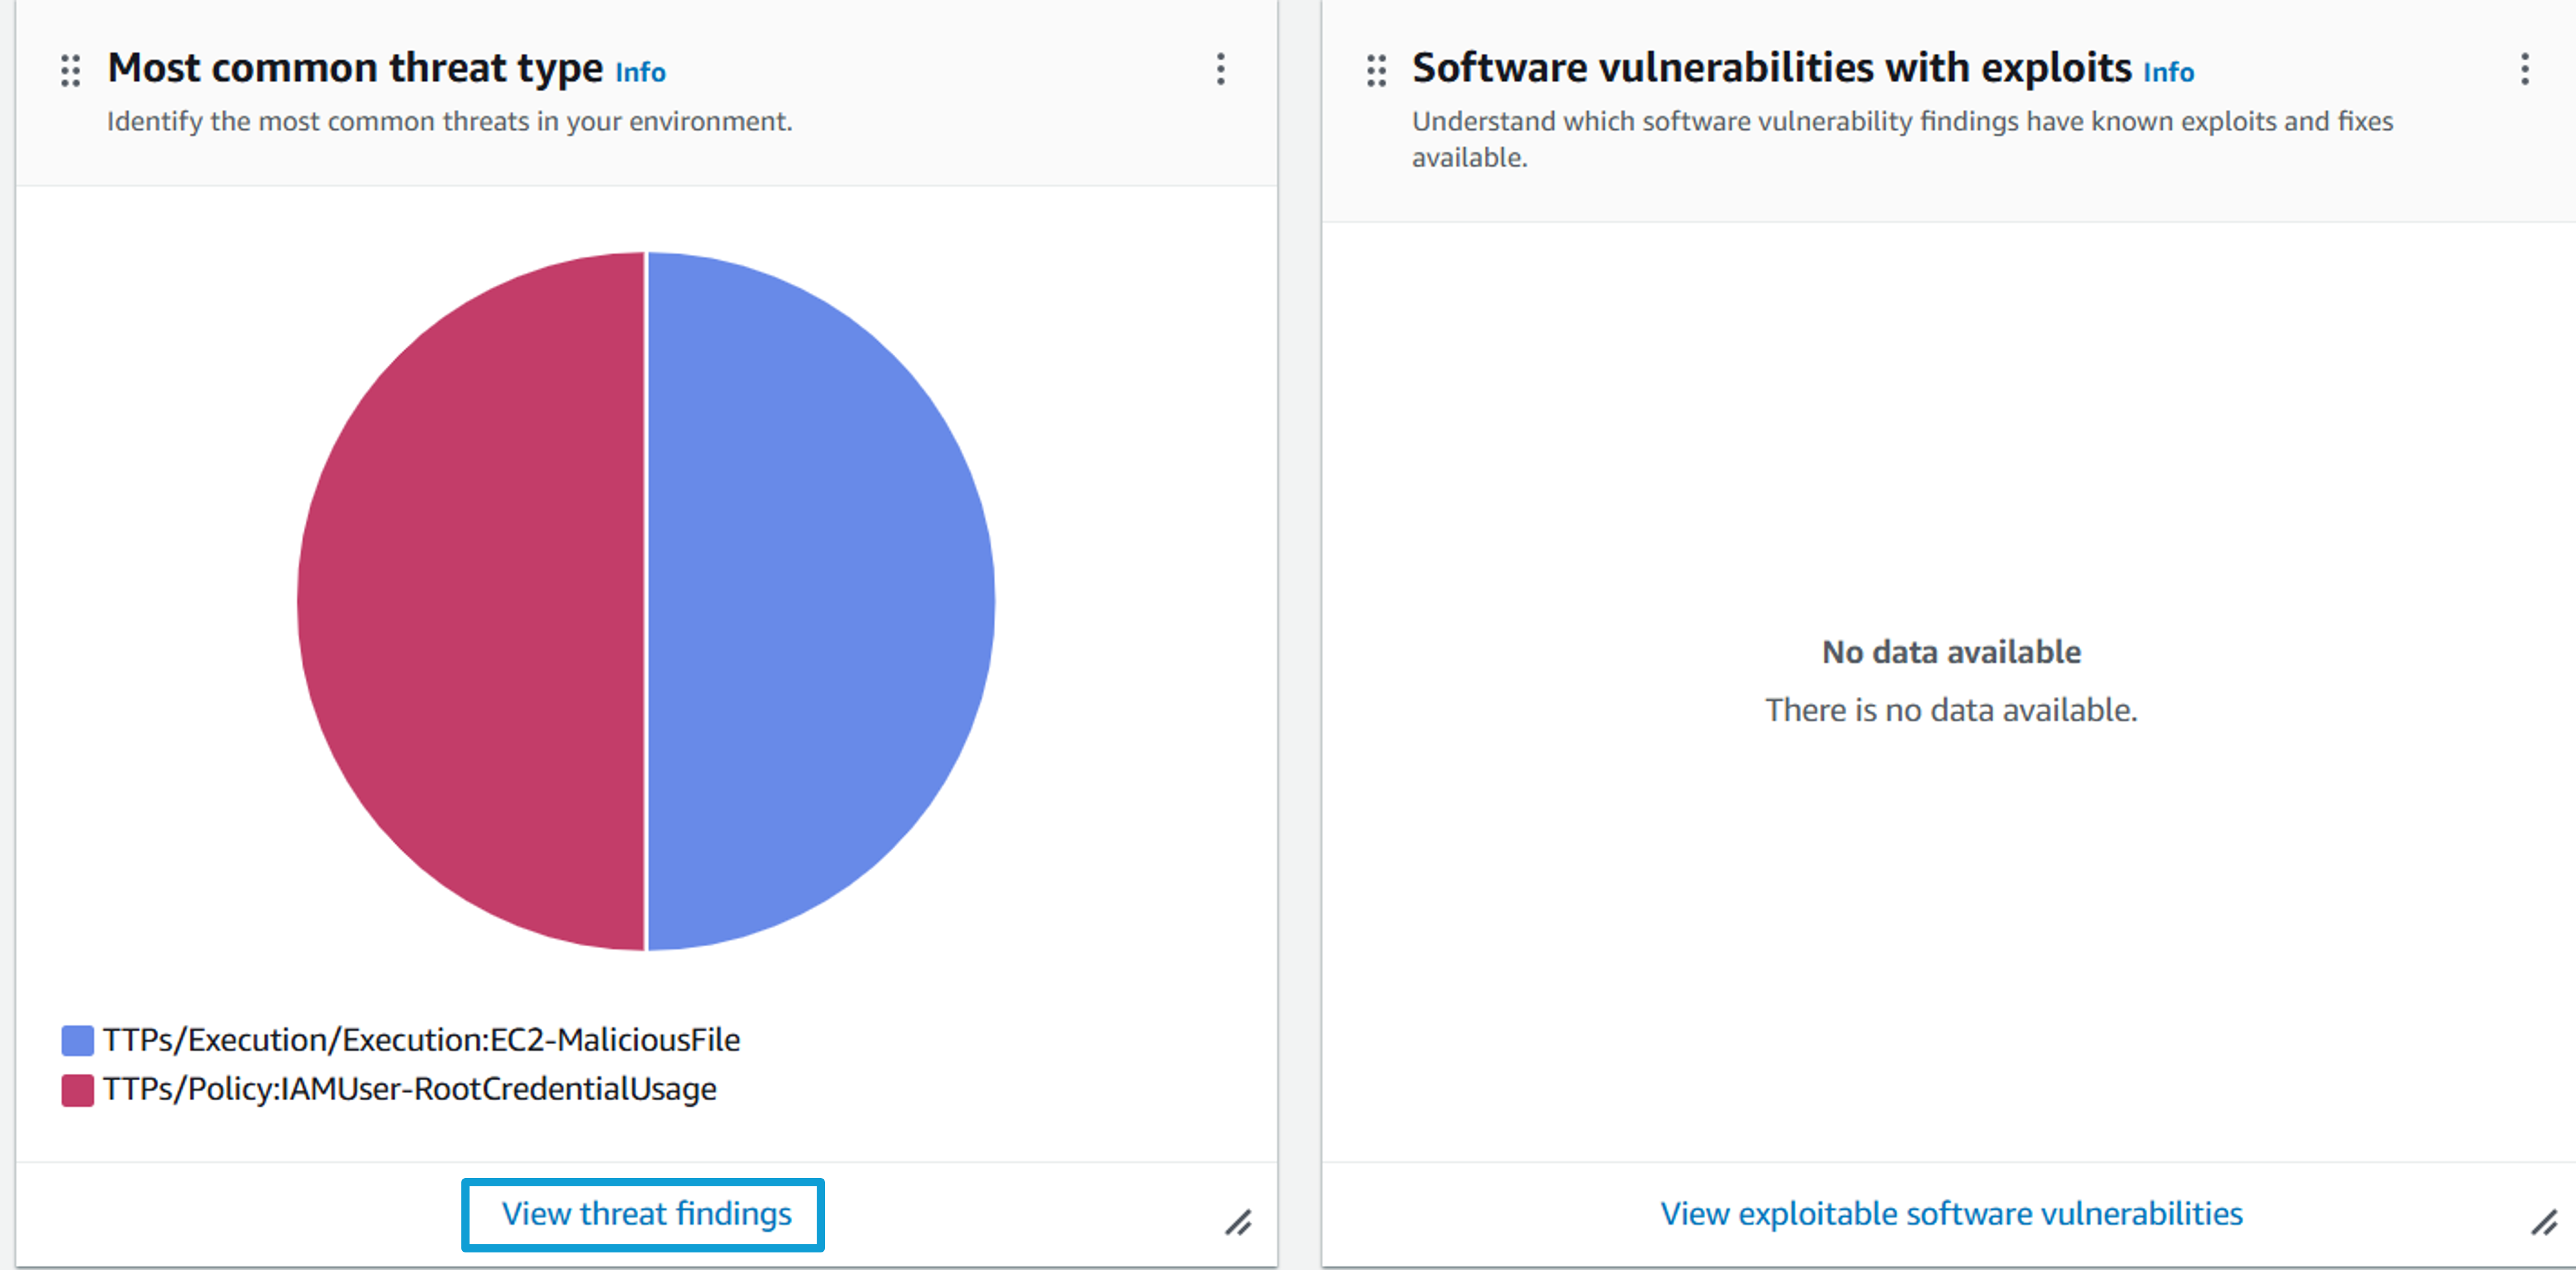 Most common threat type Info
Identify the most common threats in your environment.
TTPs/Execution/Execution:EC2-MaliciousFile
TTPs/Policy:IAMUser-RootCredentialUsage
View threat findings
Software vulnerabilities with exploits Info
Understand which software vulnerability findings have known exploits and fixes
available.
No data available
There is no data available.
View exploitable software vulnerabilities